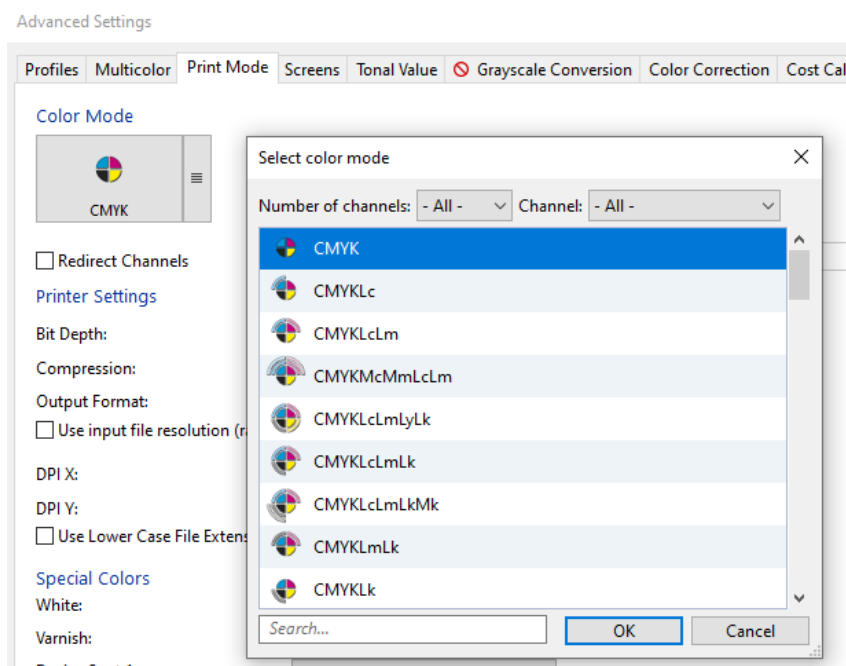 Advanced Settings
Profiles Multicolor Print Mode Screens Tonal Value Grayscale Conversion Color Correction Cost Cal
Color Mode
CMYK
Redirect Channels
Printer Settings
Bit Depth:
Compression:
Output Format:
Use input file resolution (ra
DPI X:
DPI Y:
Use Lower Case File Extens
Special Colors
White:
Varnish:
Select color mode
Number of channels: - All - Channel: - All -
CMYK
CMYKLc
CMYKLcLm
CMYKMcMmLcLm
CMYKLcLmLyLk
CMYKLcLmLk
CMYKLcLmLkMk
CMYKLmLk
CMYKLk
Search...
OK Cancel